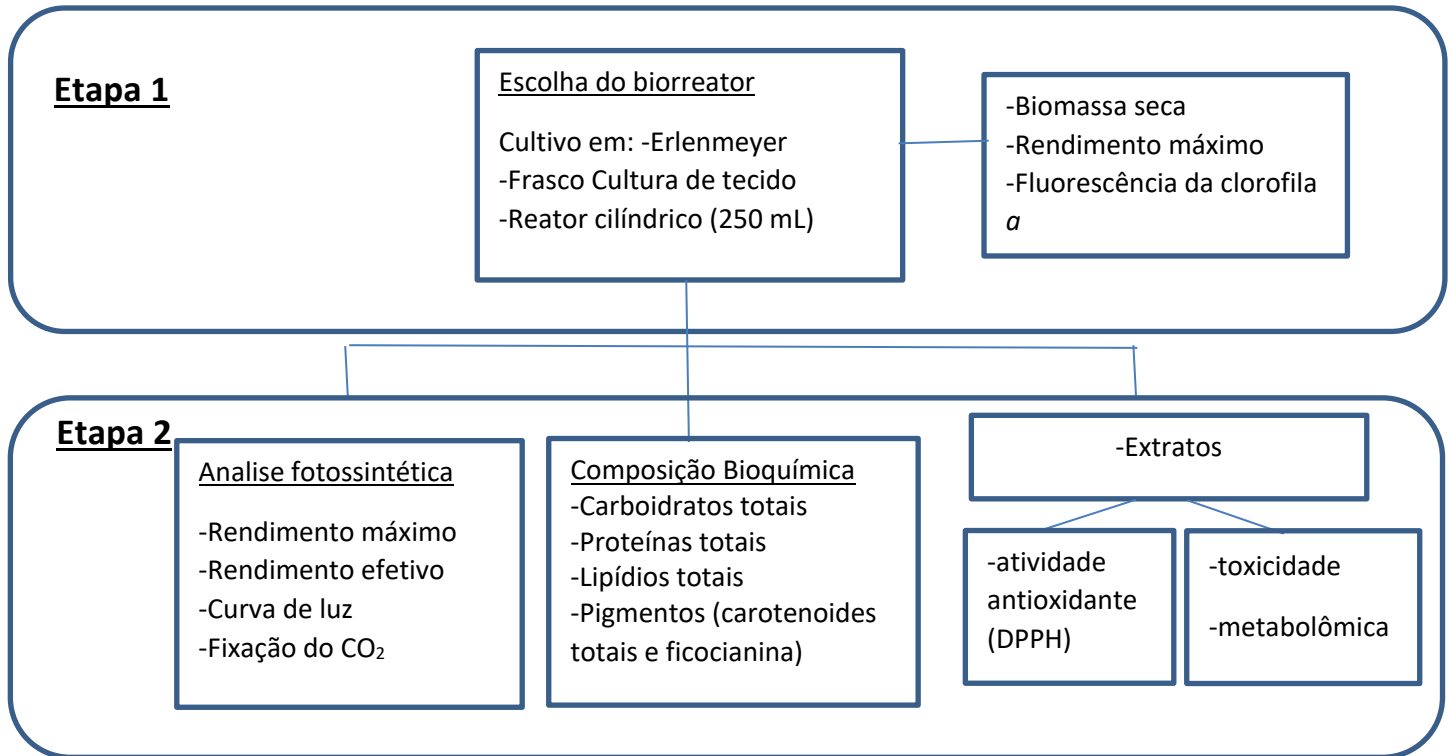 Etapa 1
Escolha do biorreator
Cultivo em: -Erlenmeyer
-Frasco Cultura de tecido
-Reator cilíndrico (250 mL)
-Biomassa seca
-Rendimento máximo
-Fluorescência da clorofila
a
Etapa 2
Analise fotossintética
-Rendimento máximo
-Rendimento efetivo
-Curva de luz
-Fixação do CO₂
Composição Bioquímica
-Carboidratos totais
-Proteínas totais
-Lipídios totais
-Pigmentos (carotenoides
totais e ficocianina)
-Extratos
-atividade
antioxidante
(DPPH)
-toxicidade
-metabolômica